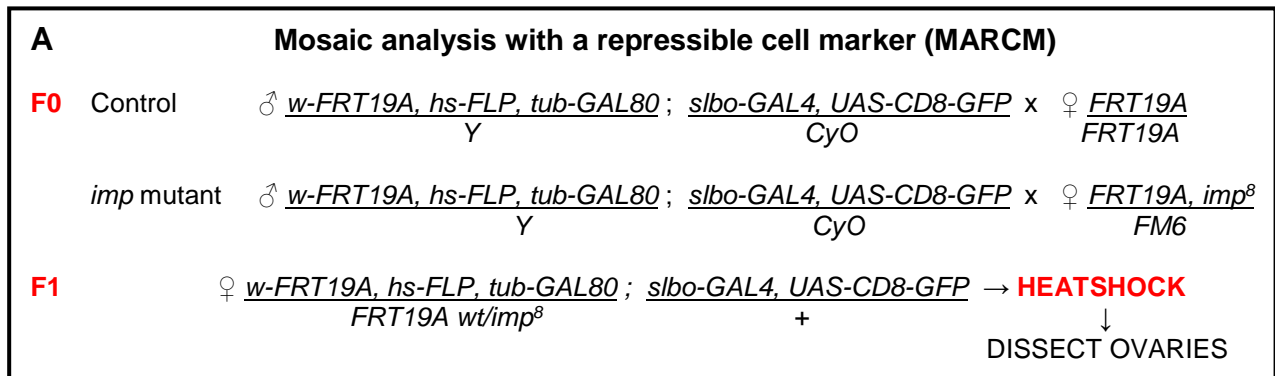 A Mosaic analysis with a repressible cell marker (MARCM)
F0 Control ♂ w-FRT19A, hs-FLP, tub-GAL80 ; slbo-GAL4, UAS-CD8-GFP x ♀ FRT19A
Y CyO FRT19A
imp mutant ♂ w-FRT19A, hs-FLP, tub-GAL80 ; slbo-GAL4, UAS-CD8-GFP x ♀ FRT19A, imp⁸
Y CyO FM6
F1 ♀ w-FRT19A, hs-FLP, tub-GAL80 ; slbo-GAL4, UAS-CD8-GFP → HEATSHOCK
FRT19A wt/imp⁸ + ↓
DISSECT OVARIES